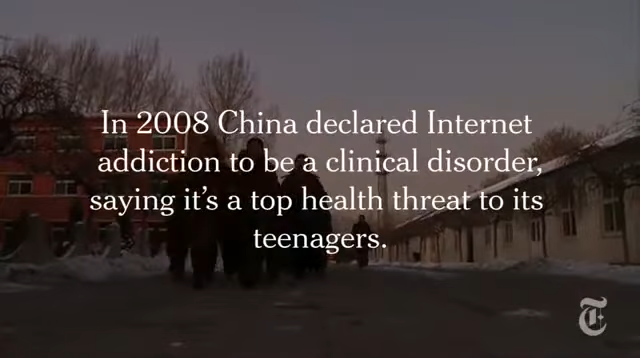 In 2008 China declared Internet
addiction to be a clinical disorder,
saying it's a top health threat to its
teenagers.
T